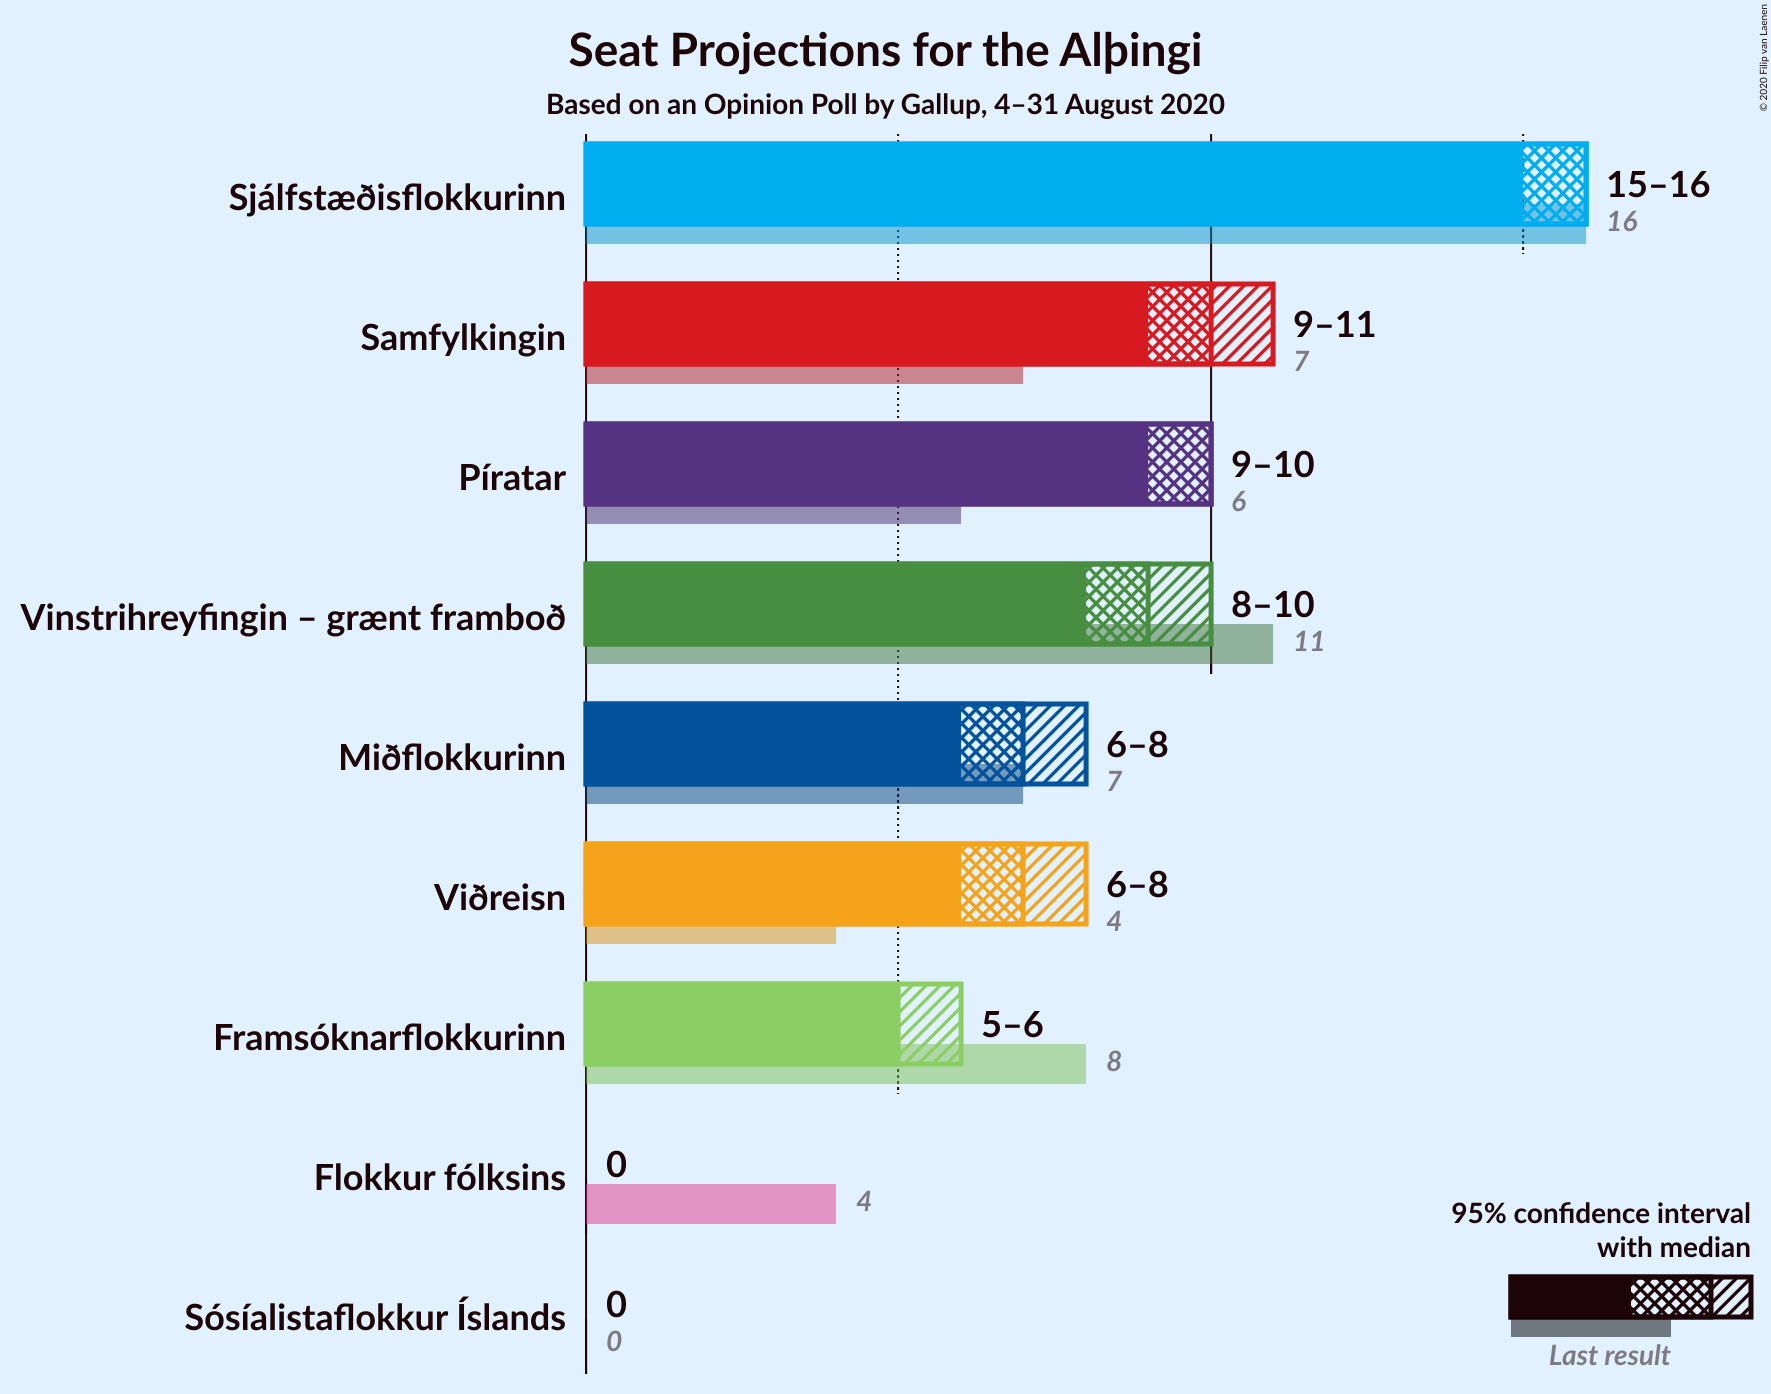 Seat Projections for the Alþingi
Based on an Opinion Poll by Gallup, 4–31 August 2020
© 2020 Filip van Laenen
Sjálfstæðisflokkurinn
15–16
16
Samfylkingin
9–11
7
Píratar
9–10
6
Vinstrihreyfingin – grænt framboð
8–10
11
Miðflokkurinn
6–8
7
Viðreisn
6–8
4
Framsóknarflokkurinn
5–6
8
Flokkur fólksins
0
4
Sósíalistaflokkur Íslands
0
0
95% confidence interval
with median
Last result